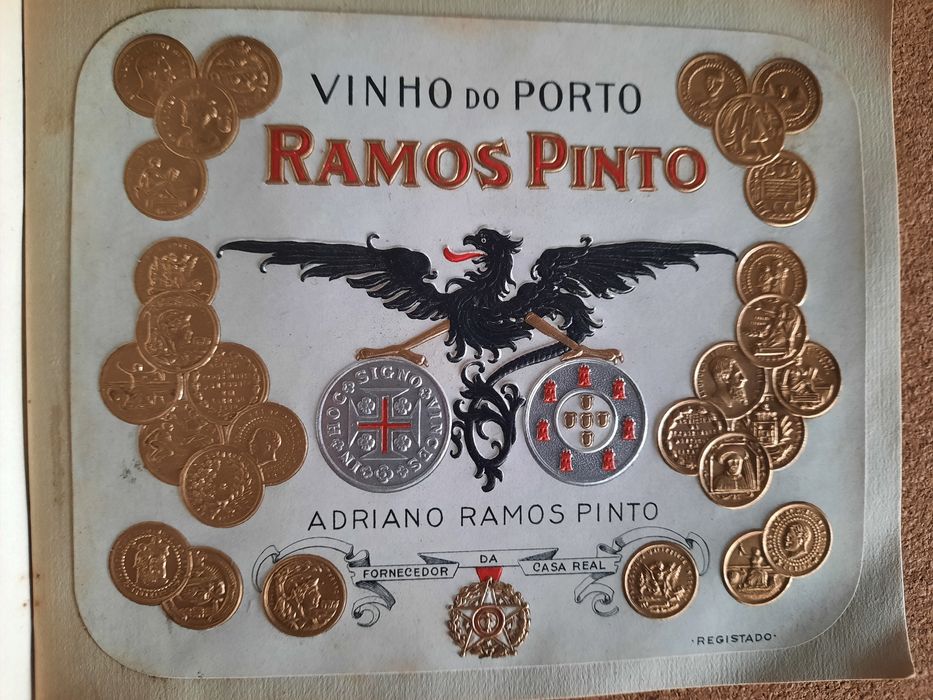 VINHO DO PORTO
RAMOS PINTO
IN HOC SIGNO VINCES
ADRIANO RAMOS PINTO
FORNECEDOR DA CASA REAL
·REGISTADO·